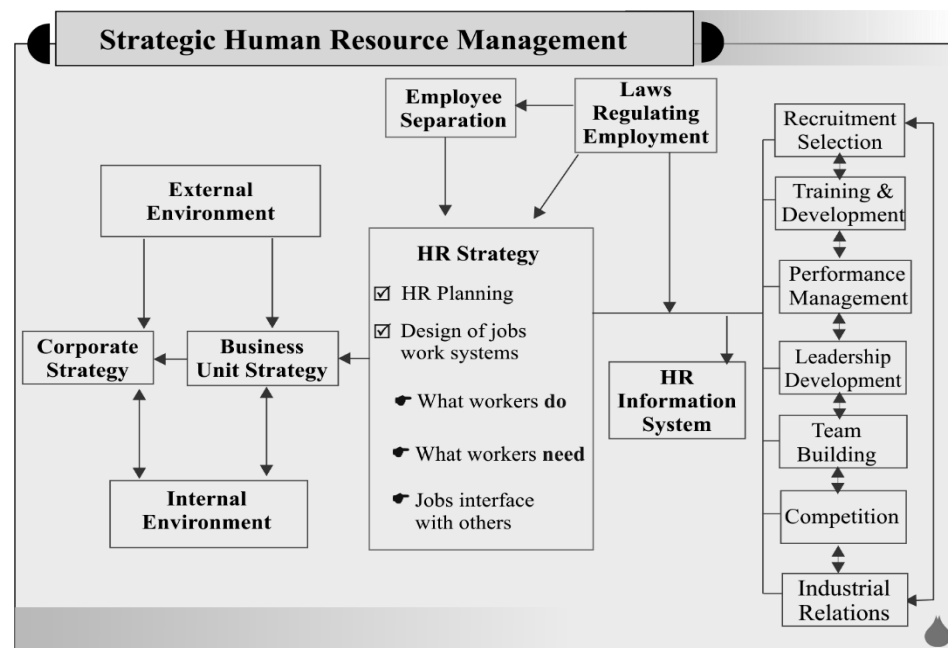 Strategic Human Resource Management
Employee
Separation
Laws
Regulating
Employment
External
Environment
Corporate
Strategy
Business
Unit Strategy
Internal
Environment
HR Strategy
HR Planning
Design of jobs
work systems
What workers do
What workers need
Jobs interface
with others
HR
Information
System
Recruitment
Selection
Training &
Development
Performance
Management
Leadership
Development
Team
Building
Competition
Industrial
Relations